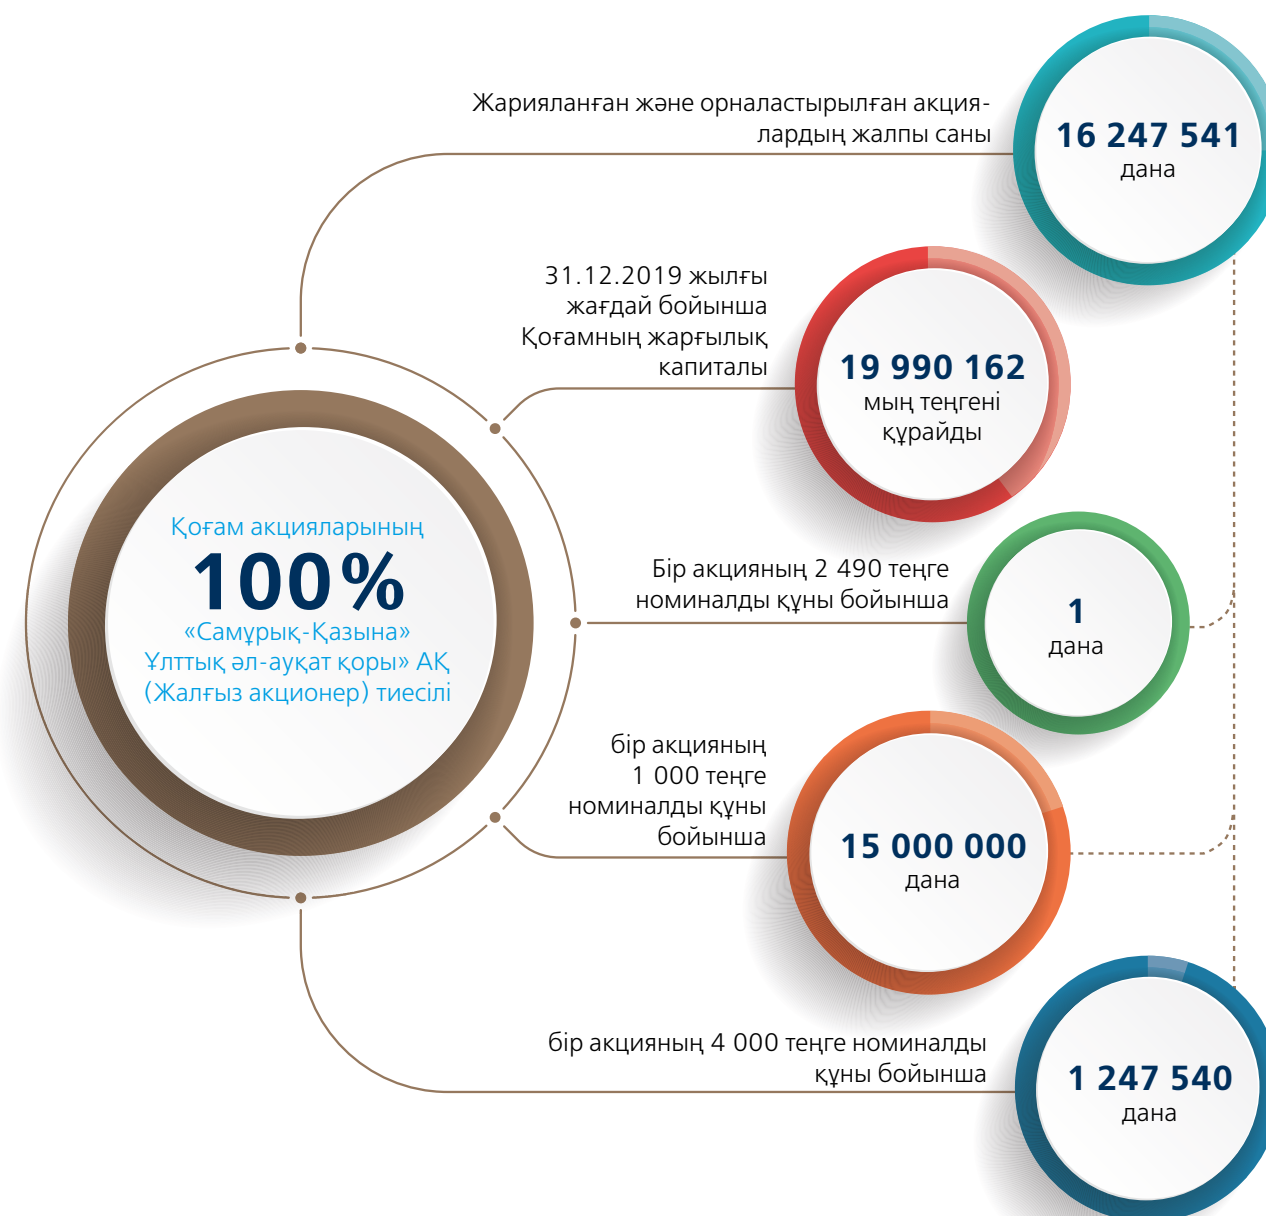 Жарияланған және орналастырылған акция-
лардың жалпы саны
16 247 541
дана
31.12.2019 жылғы
жағдай бойынша
Қоғамның жарғылық
капиталы
19 990 162
мың теңгені
құрайды
Қоғам акцияларының
100%
«Самұрық-Қазына»
Ұлттық әл-ауқат қоры» АҚ
(Жалғыз акционер) тиесілі
Бір акцияның 2 490 теңге
номиналды құны бойынша
1
дана
бір акцияның
1 000 теңге
номиналды құны
бойынша
15 000 000
дана
бір акцияның 4 000 теңге номиналды
құны бойынша
1 247 540
дана